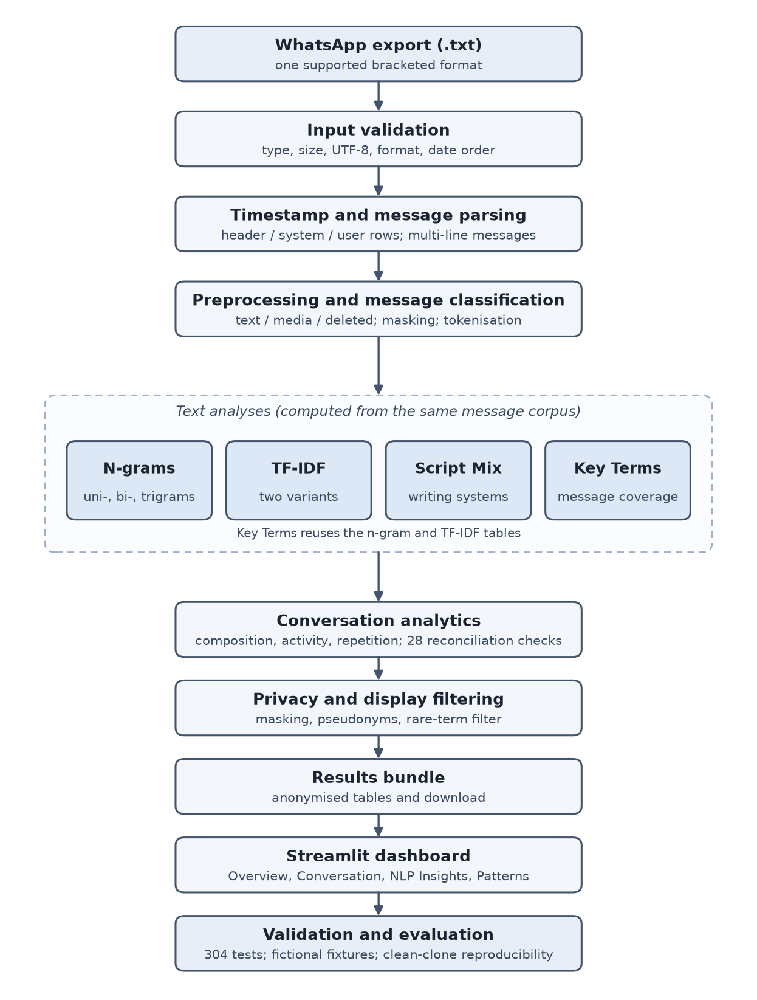 WhatsApp export (.txt)
one supported bracketed format
Input validation
type, size, UTF-8, format, date order
Timestamp and message parsing
header / system / user rows; multi-line messages
Preprocessing and message classification
text / media / deleted; masking; tokenisation
Text analyses (computed from the same message corpus)
N-grams
uni-, bi-, trigrams
TF-IDF
two variants
Script Mix
writing systems
Key Terms
message coverage
Key Terms reuses the n-gram and TF-IDF tables
Conversation analytics
composition, activity, repetition; 28 reconciliation checks
Privacy and display filtering
masking, pseudonyms, rare-term filter
Results bundle
anonymised tables and download
Streamlit dashboard
Overview, Conversation, NLP Insights, Patterns
Validation and evaluation
304 tests; fictional fixtures; clean-clone reproducibility